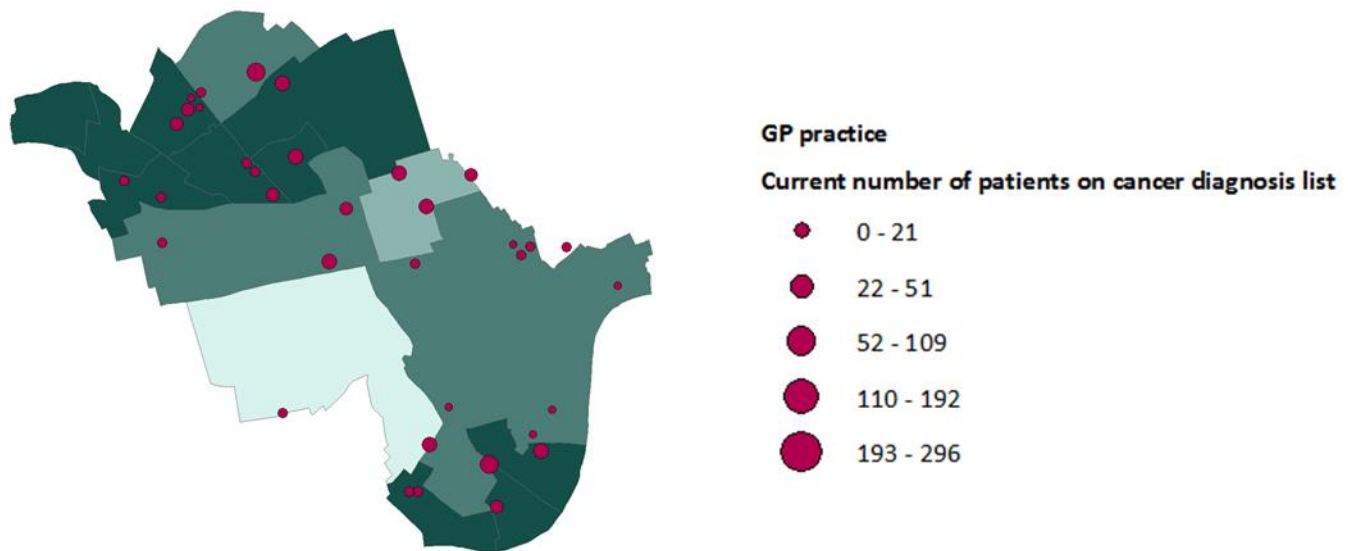 GP practice
Current number of patients on cancer diagnosis list
0 - 21
22 - 51
52 - 109
110 - 192
193 - 296